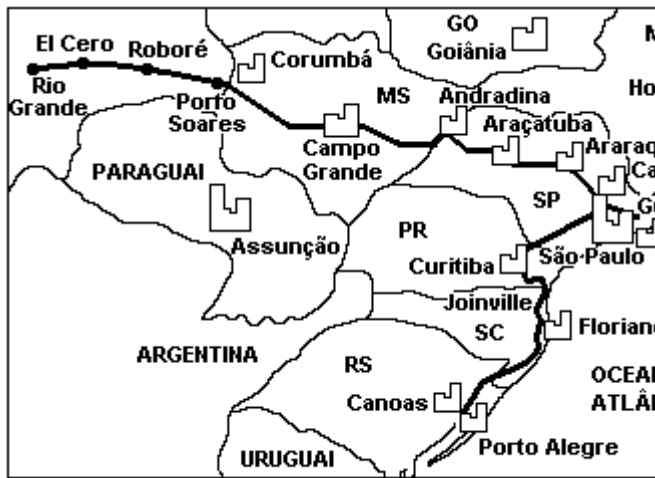 GO
Goiânia
El Cero
Roboré
Corumbá
Rio
Grande
Porto
Soares
MS
Andradina
Araçatuba
Campo
Grande
PARAGUAI
SP
Assunção
PR
São Paulo
Curitiba
Joinville
SC
ARGENTINA
RS
Canoas
Porto Alegre
URUGUAI